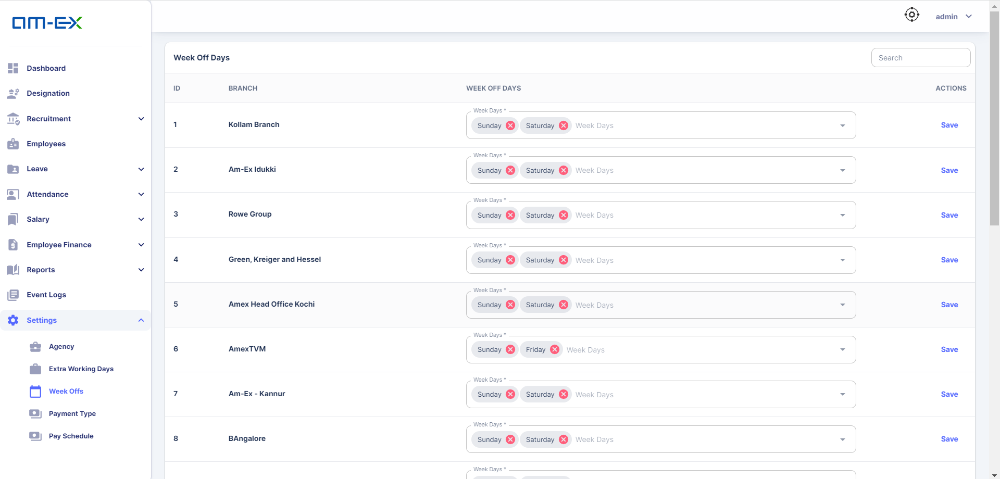 am-ex
admin
Dashboard
Designation
Recruitment
Employees
Leave
Attendance
Salary
Employee Finance
Reports
Event Logs
Settings
Agency
Extra Working Days
Week Offs
Payment Type
Pay Schedule
Week Off Days
Search
ID BRANCH WEEK OFF DAYS ACTIONS
Week Days *
1 Kollam Branch Sunday Saturday Week Days Save
Week Days *
2 Am-Ex Idukki Sunday Saturday Week Days Save
Week Days *
3 Rowe Group Sunday Saturday Week Days Save
Week Days *
4 Green, Kreiger and Hessel Sunday Saturday Week Days Save
Week Days *
5 Amex Head Office Kochi Sunday Saturday Week Days Save
Week Days *
6 AmexTVM Sunday Friday Week Days Save
Week Days *
7 Am-Ex - Kannur Sunday Saturday Week Days Save
Week Days *
8 BAngalore Sunday Saturday Week Days Save
Week Days *